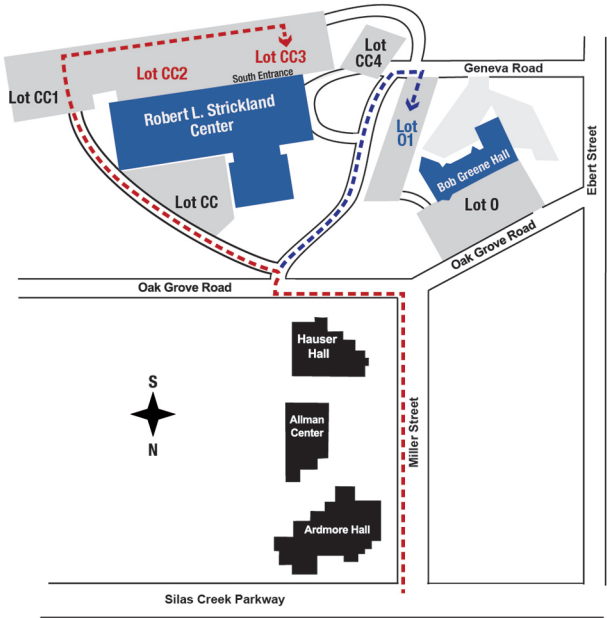 Lot
CC4
Lot CC3
Lot CC2
South Entrance
Geneva Road
Lot CC1
Robert L. Strickland
Center
Lot
O1
Ebert Street
Bob Greene Hall
Lot CC
Lot O
Oak Grove Road
Oak Grove Road
Hauser
Hall
S
N
Allman
Center
Miller Street
Ardmore Hall
Silas Creek Parkway